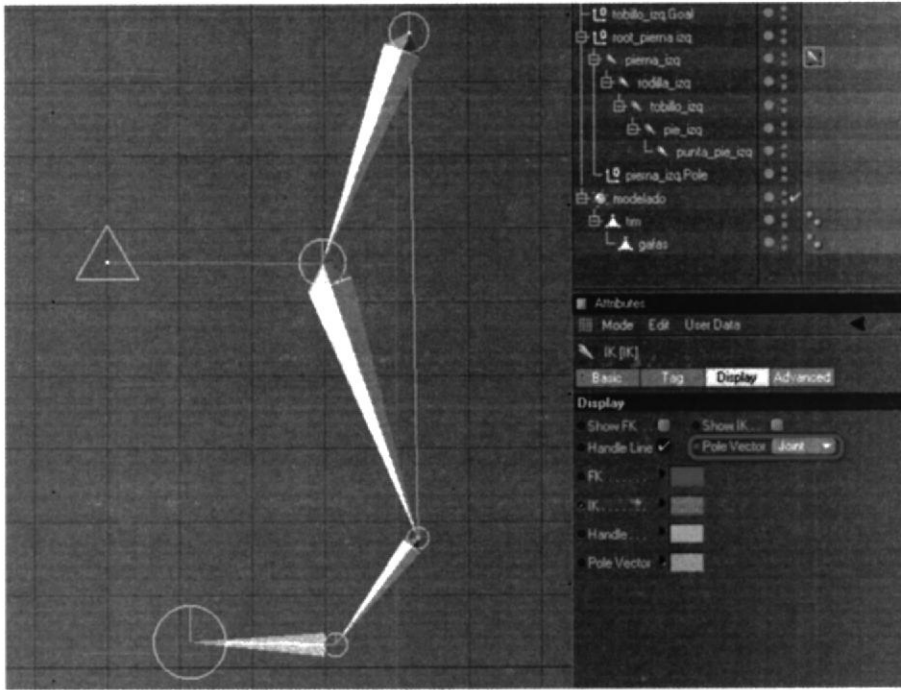 tobillo_izq.Goal
root_pierna izq
pierna_izq
rodilla_izq
tobillo_izq
pie_izq
punta_pie_izq
pierna_izq.Pole
modelado
tm
gafas
Attributes
Mode Edit User Data
IK [IK]
Basic Tag Display Advanced
Display
Show FK . . Show IK. . .
Handle Line Pole Vector Joint
FK . . . . . .
IK. . . . . . .
Handle. . . .
Pole Vector